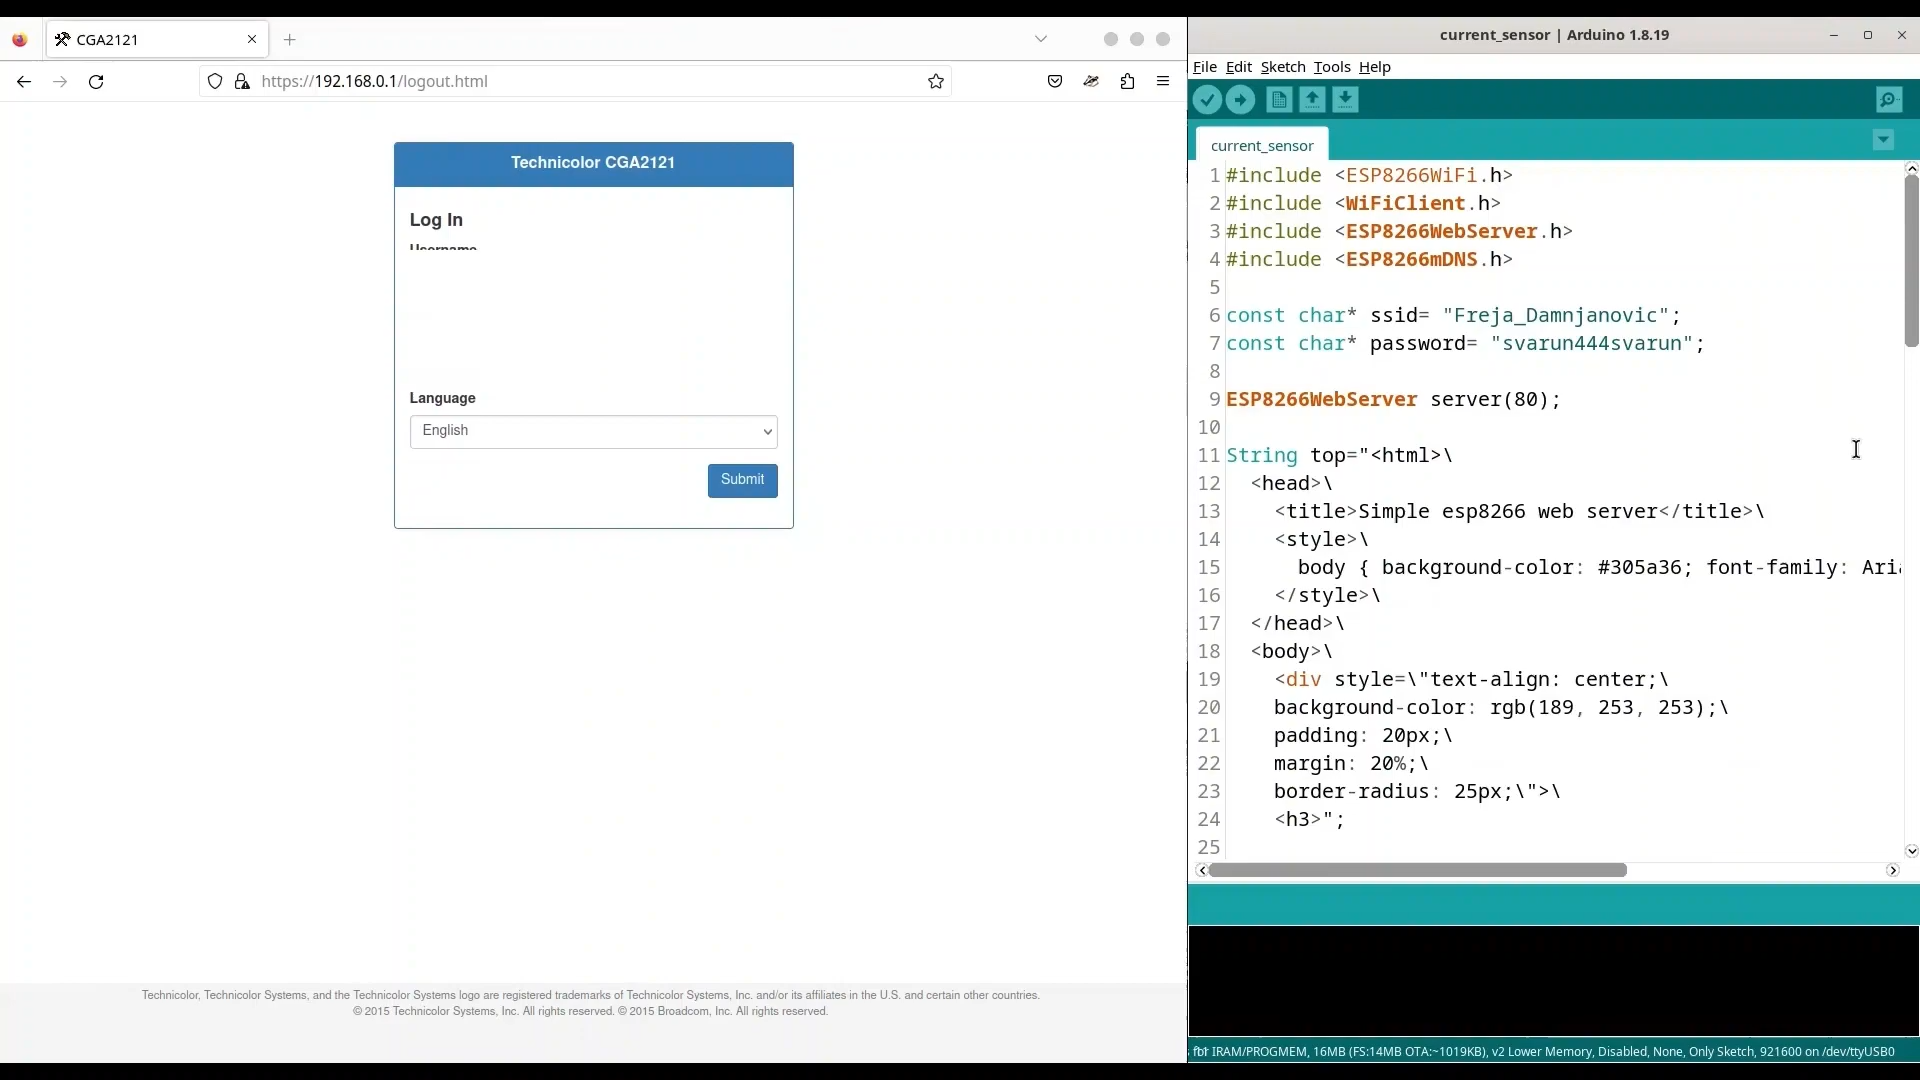 CGA2121
https://192.168.0.1/logout.html
Technicolor CGA2121
Log In
Username
Language
English
Submit
Technicolor, Technicolor Systems, and the Technicolor Systems logo are registered trademarks of Technicolor Systems, Inc. and/or its affiliates in the U.S. and certain other countries.
© 2015 Technicolor Systems, Inc. All rights reserved. © 2015 Broadcom, Inc. All rights reserved.
current_sensor | Arduino 1.8.19
File Edit Sketch Tools Help
current_sensor
1 #include <ESP8266WiFi.h>
2 #include <WiFiClient.h>
3 #include <ESP8266WebServer.h>
4 #include <ESP8266mDNS.h>
5
6 const char* ssid= "Freja_Damnjanovic";
7 const char* password= "svarun444svarun";
8
9 ESP8266WebServer server(80);
10
11 String top="<html>\
12 <head>\
13 <title>Simple esp8266 web server</title>\
14 <style>\
15 body { background-color: #305a36; font-family: Aria
16 </style>\
17 </head>\
18 <body>\
19 <div style=\"text-align: center;\
20 background-color: rgb(189, 253, 253);\
21 padding: 20px;\
22 margin: 20%;\
23 border-radius: 25px;\">\
24 <h3>";
25
IRAM/PROGMEM, 16MB (FS:14MB OTA:~1019KB), v2 Lower Memory, Disabled, None, Only Sketch, 921600 on /dev/ttyUSB0